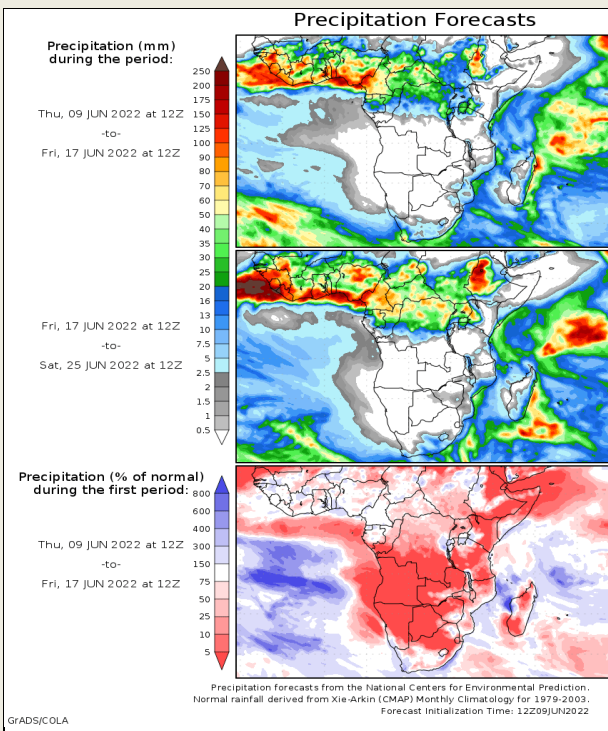 Precipitation Forecasts
Precipitation (mm)
during the period:
Thu, 09 JUN 2022 at 12Z
-to-
Fri, 17 JUN 2022 at 12Z
250
200
175
150
125
100
90
80
70
60
50
40
35
30
25
20
16
13
10
7.5
5
2.5
2
1.5
1
0.5
Fri, 17 JUN 2022 at 12Z
-to-
Sat, 25 JUN 2022 at 12Z
Precipitation (% of normal)
during the first period:
Thu, 09 JUN 2022 at 12Z
-to-
Fri, 17 JUN 2022 at 12Z
800
600
400
300
150
75
50
25
10
5
Precipitation forecasts from the National Centers for Environmental Prediction.
Normal rainfall derived from Xie-Arkin (CMAP) Monthly Climatology for 1979-2003.
Forecast Initialization Time: 12Z09JUN2022
GrADS/COLA